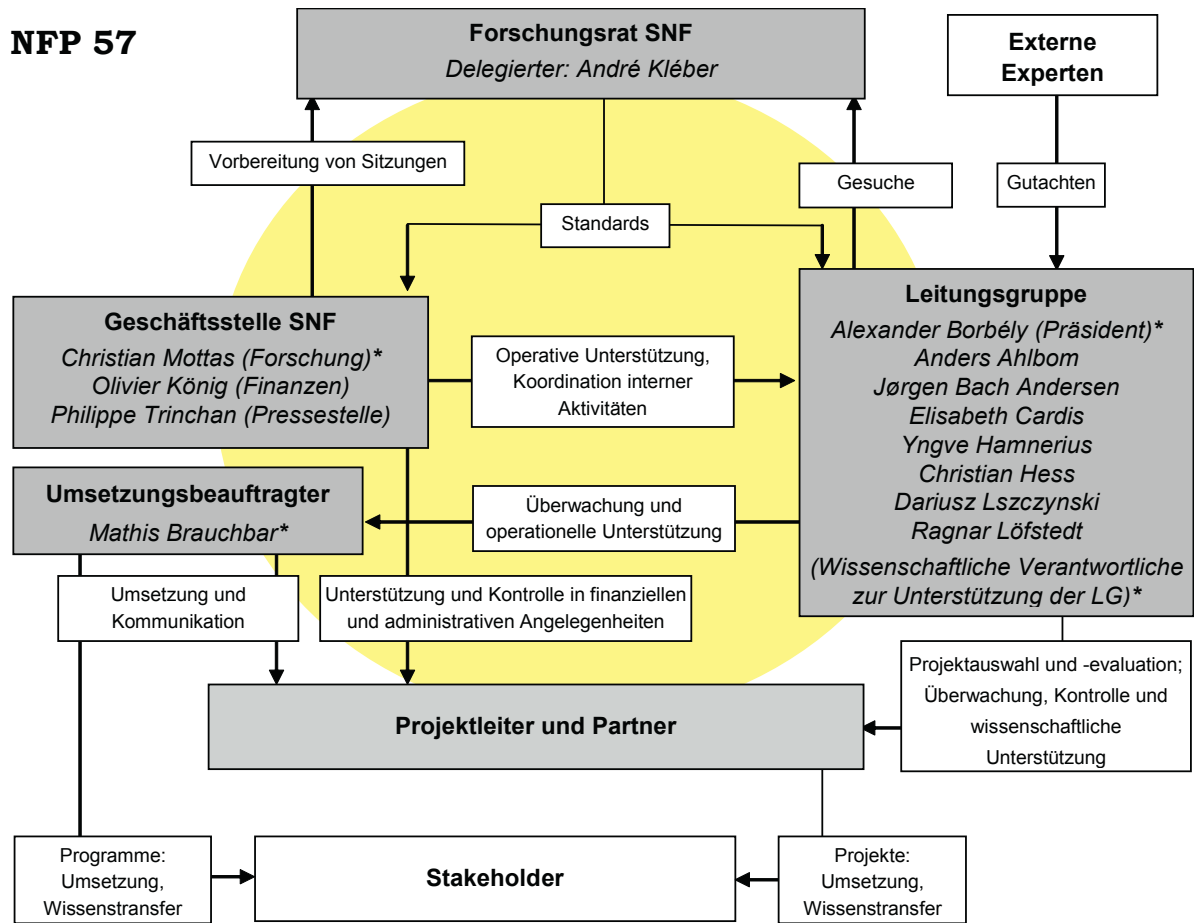 NFP 57
Forschungsrat SNF
Delegierter: André Kléber
Externe
Experten
Vorbereitung von Sitzungen
Gesuche
Gutachten
Standards
Geschäftsstelle SNF
Christian Mottas (Forschung)*
Olivier König (Finanzen)
Philippe Trinchan (Pressestelle)
Operative Unterstützung,
Koordination interner
Aktivitäten
Leitungsgruppe
Alexander Borbély (Präsident)*
Anders Ahlbom
Jørgen Bach Andersen
Elisabeth Cardis
Yngve Hamnerius
Christian Hess
Dariusz Lszczynski
Ragnar Löfstedt
(Wissenschaftliche Verantwortliche
zur Unterstützung der LG)*
Umsetzungsbeauftragter
Mathis Brauchbar*
Überwachung und
operationelle Unterstützung
Umsetzung und
Kommunikation
Unterstützung und Kontrolle in finanziellen
und administrativen Angelegenheiten
Projektauswahl und -evaluation;
Überwachung, Kontrolle und
wissenschaftliche
Unterstützung
Projektleiter und Partner
Programme:
Umsetzung,
Wissenstransfer
Stakeholder
Projekte:
Umsetzung,
Wissenstransfer